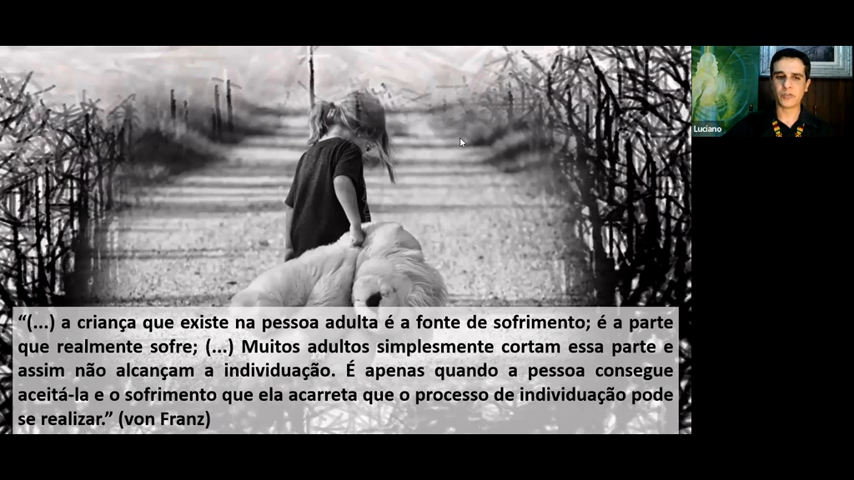 Luciano
“(...) a criança que existe na pessoa adulta é a fonte de sofrimento; é a parte
que realmente sofre; (...) Muitos adultos simplesmente cortam essa parte e
assim não alcançam a individuação. É apenas quando a pessoa consegue
aceitá-la e o sofrimento que ela acarreta que o processo de individuação pode
se realizar.” (von Franz)